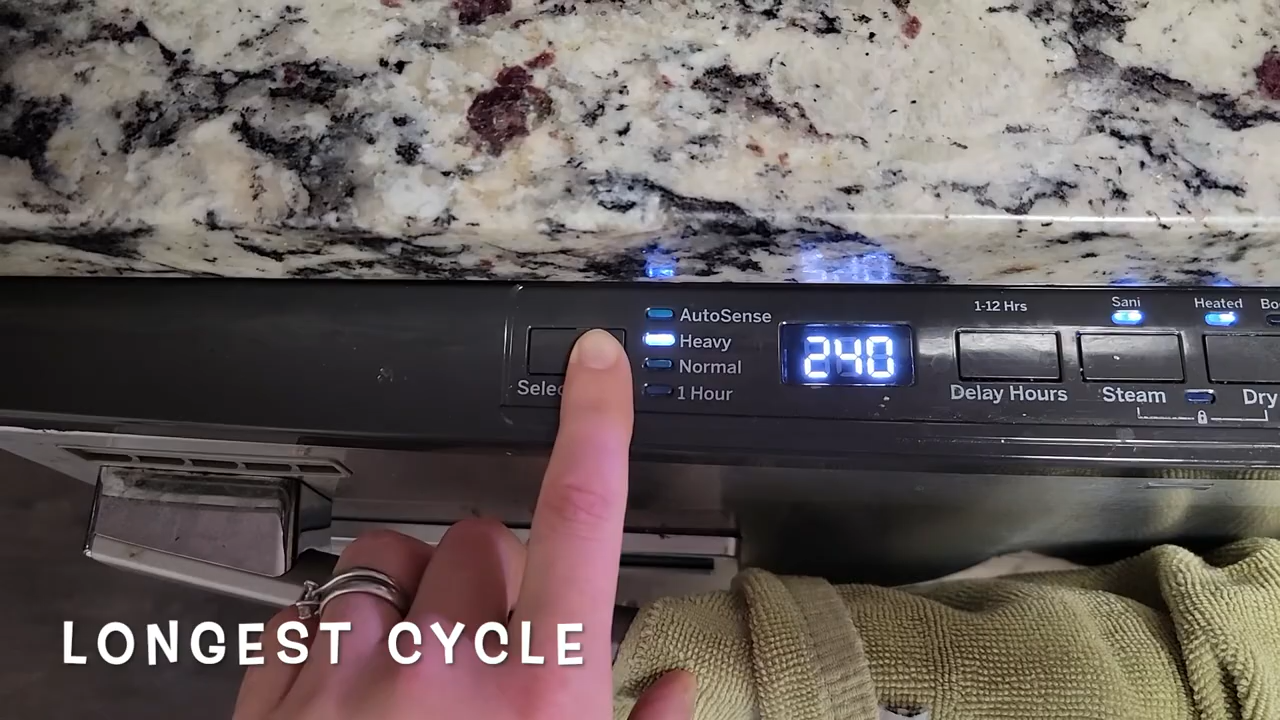 1-12 Hrs
Sani
Heated
AutoSense
Heavy
Normal
1 Hour
240
Delay Hours
Steam
Dry
LONGEST CYCLE